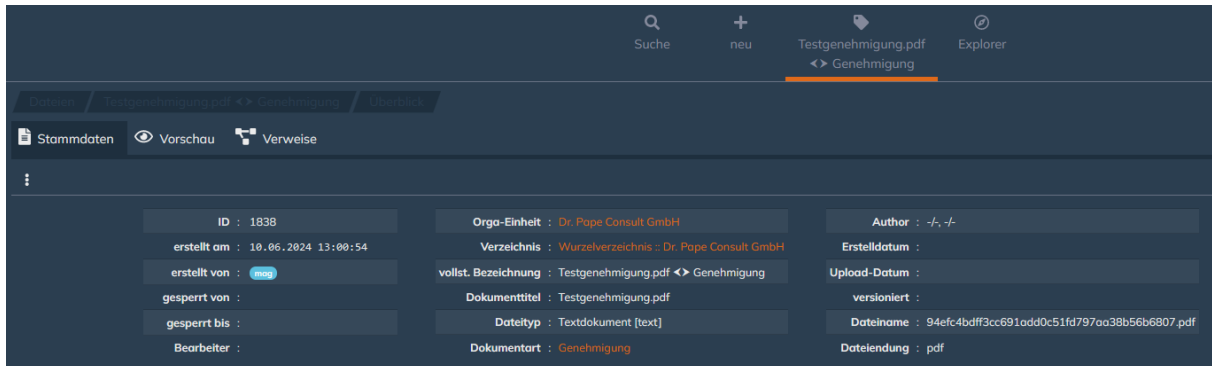 Suche
neu
Testgenehmigung.pdf
<> Genehmigung
Explorer
Dateien / Testgenehmigung.pdf <> Genehmigung / Überblick
Stammdaten Vorschau Verweise
ID : 1838
erstellt am : 10.06.2024 13:00:54
erstellt von : mag
gesperrt von :
gesperrt bis :
Bearbeiter :
Orga-Einheit : Dr. Pape Consult GmbH
Verzeichnis : Wurzelverzeichnis :: Dr. Pape Consult GmbH
vollst. Bezeichnung : Testgenehmigung.pdf <> Genehmigung
Dokumenttitel : Testgenehmigung.pdf
Dateityp : Textdokument [text]
Dokumentart : Genehmigung
Author : -/-, -/-
Erstelldatum :
Upload-Datum :
versioniert :
Dateiname : 94efc4bdff3cc691add0c51fd797aa38b56b6807.pdf
Dateiendung : pdf